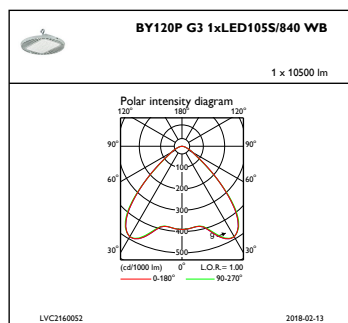 BY120P G3 1xLED105S/840 WB
1 x 10500 lm
Polar intensity diagram
120° 180° 120°
90° 90°
100
60° 200 60°
300
400
g
500
30° 30°
(cd/1000 lm) 0° L.O.R.= 1.00
0-180° 90-270°
LVC2160052 2018-02-13